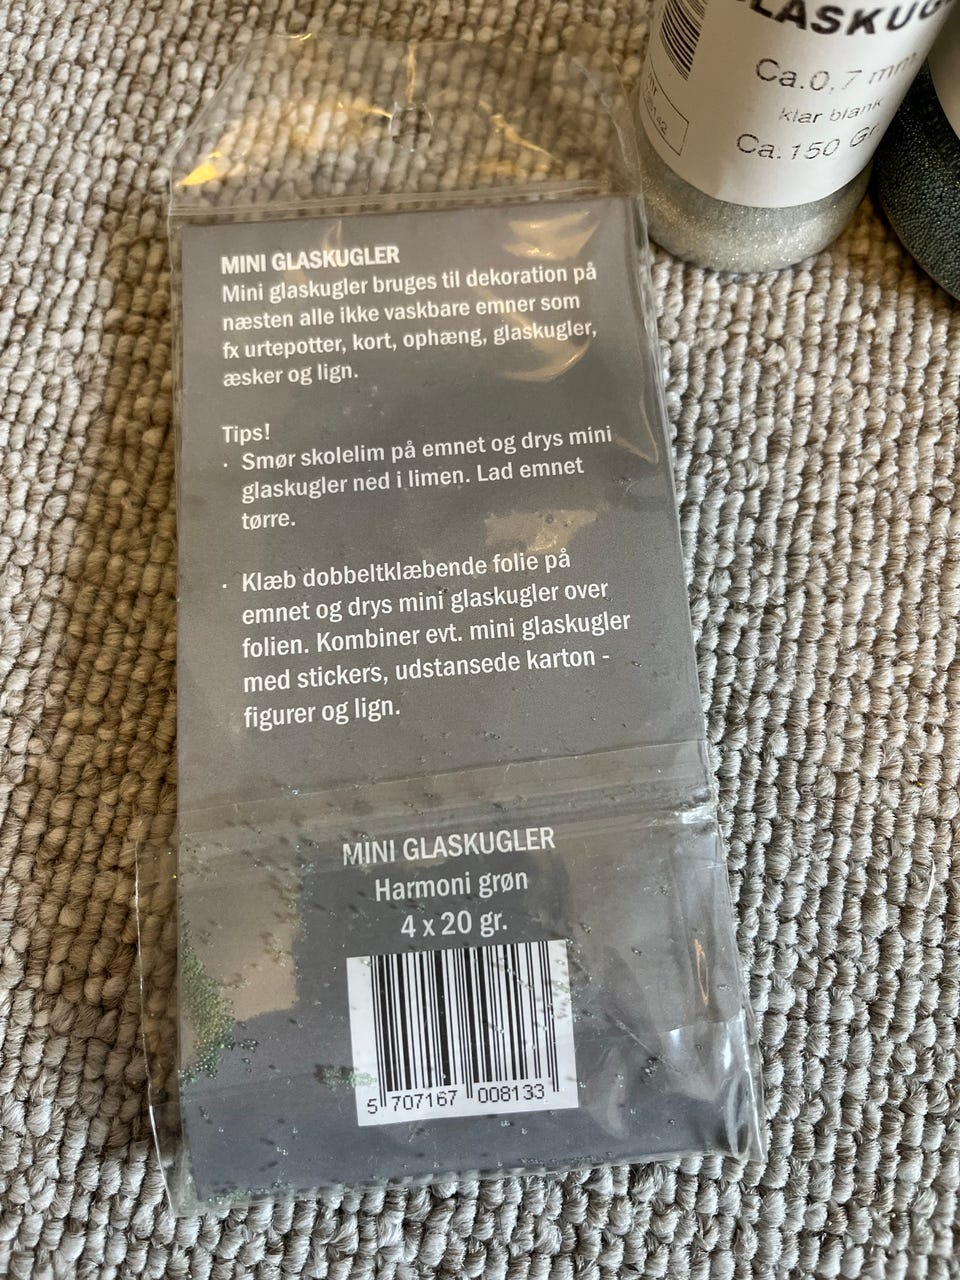 MINI GLASKUGLER
Mini glaskugler bruges til dekoration på
næsten alle ikke vaskbare emner som
fx urtepotter, kort, ophæng, glaskugler,
æsker og lign.
Tips!
· Smør skolelim på emnet og drys mini
glaskugler ned i limen. Lad emnet
tørre.
· Klæb dobbeltklæbende folie på
emnet og drys mini glaskugler over
folien. Kombiner evt. mini glaskugler
med stickers, udstansede karton -
figurer og lign.
MINI GLASKUGLER
Harmoni grøn
4 x 20 gr.
5 707167 008133
Ca.0,7 mm
klar blank
Ca.150 Gr